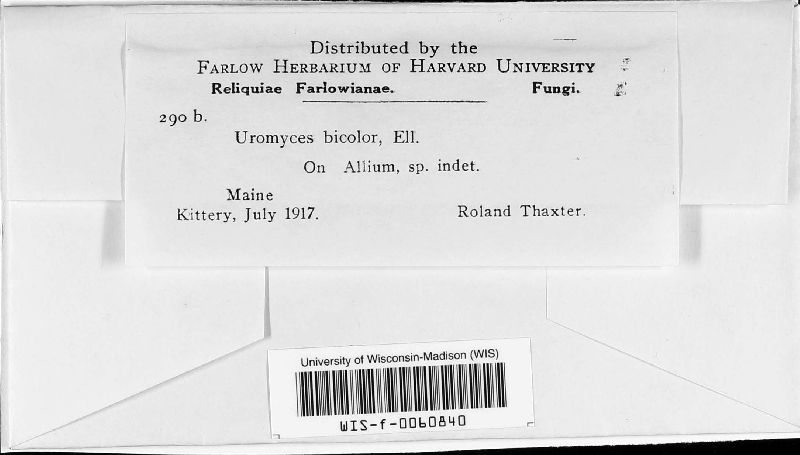 Distributed by the
FARLOW HERBARIUM OF HARVARD UNIVERSITY
Reliquiae Farlowianae. Fungi.
290 b.
Uromyces bicolor, Ell.
On Allium, sp. indet.
Maine
Kittery, July 1917. Roland Thaxter.
University of Wisconsin-Madison (WIS)
WIS-f-0060840